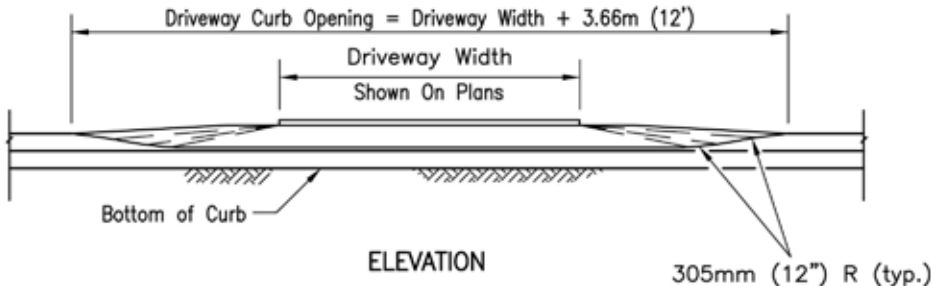 Driveway Curb Opening = Driveway Width + 3.66m (12')
Driveway Width
Shown On Plans
Bottom of Curb
ELEVATION
305mm (12") R (typ.)